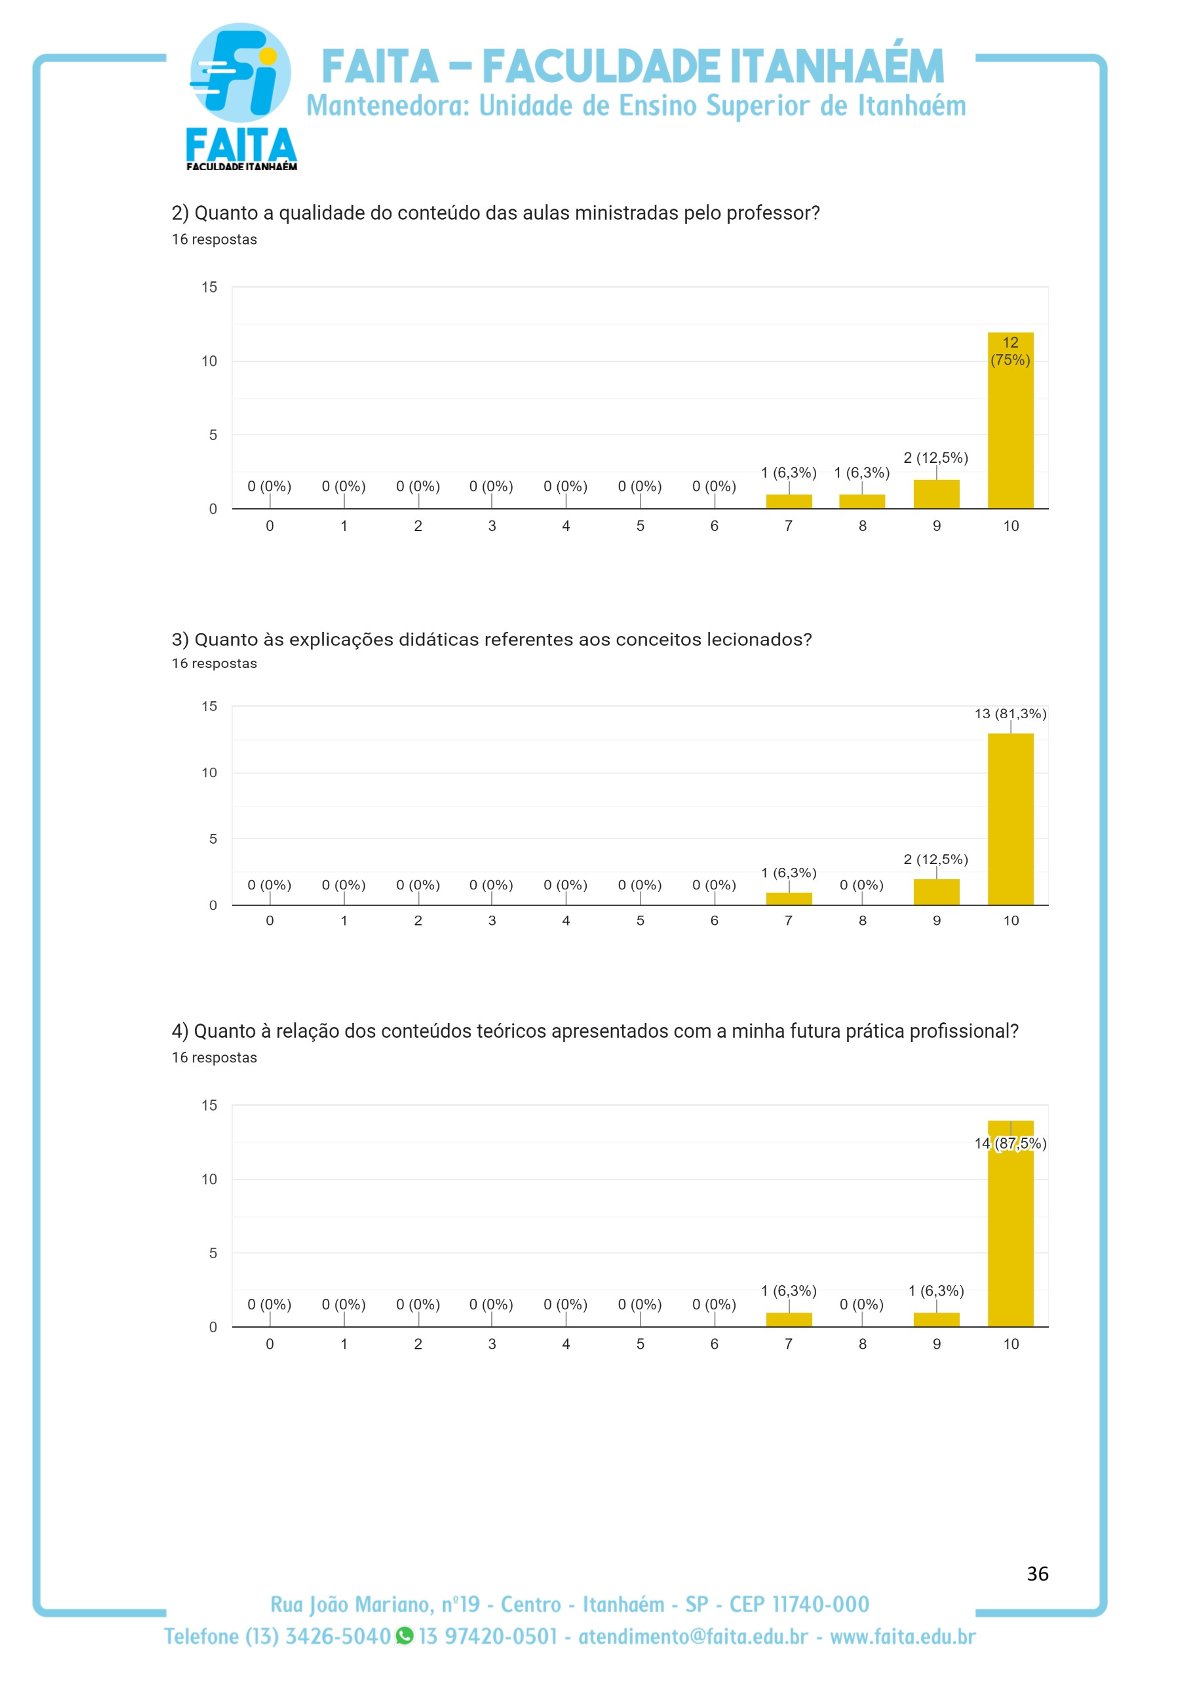 FAITA – FACULDADE ITANHAÉM
Mantenedora: Unidade de Ensino Superior de Itanhaém
FAITA
FACULDADE ITANHAÉM
2) Quanto a qualidade do conteúdo das aulas ministradas pelo professor?
16 respostas
15
10
5
0
0 (0%) 0 (0%) 0 (0%) 0 (0%) 0 (0%) 0 (0%) 0 (0%) 1 (6,3%) 1 (6,3%) 2 (12,5%) 12
(75%)
0 1 2 3 4 5 6 7 8 9 10
3) Quanto às explicações didáticas referentes aos conceitos lecionados?
16 respostas
15
10
5
0
0 (0%) 0 (0%) 0 (0%) 0 (0%) 0 (0%) 0 (0%) 0 (0%) 1 (6,3%) 0 (0%) 2 (12,5%) 13 (81,3%)
0 1 2 3 4 5 6 7 8 9 10
4) Quanto à relação dos conteúdos teóricos apresentados com a minha futura prática profissional?
16 respostas
15
10
5
0
0 (0%) 0 (0%) 0 (0%) 0 (0%) 0 (0%) 0 (0%) 0 (0%) 1 (6,3%) 0 (0%) 1 (6,3%) 14 (87,5%)
0 1 2 3 4 5 6 7 8 9 10
36
Rua João Mariano, nº19 - Centro - Itanhaém - SP - CEP 11740-000
Telefone (13) 3426-5040 13 97420-0501 - atendimento@faita.edu.br - www.faita.edu.br